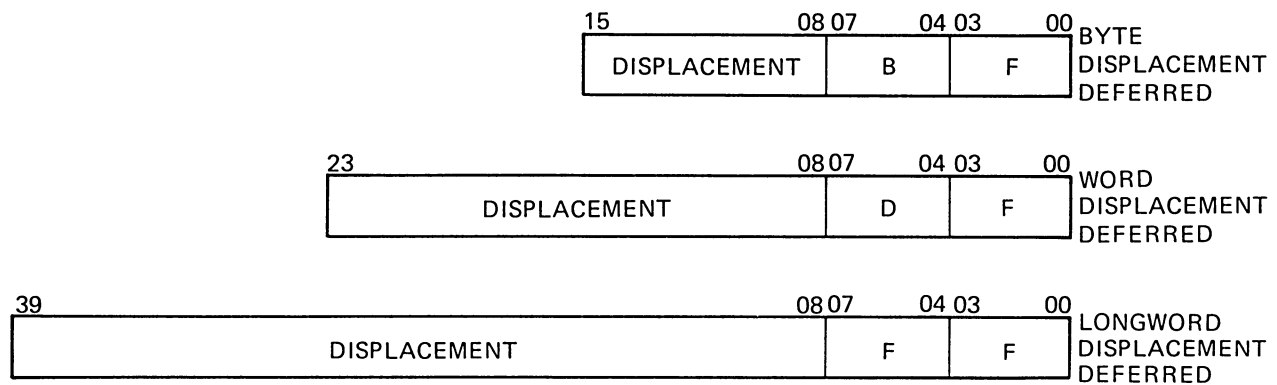 15 08 07 04 03 00
BYTE
DISPLACEMENT B F DISPLACEMENT
DEFERRED
23 08 07 04 03 00
WORD
DISPLACEMENT D F DISPLACEMENT
DEFERRED
39 08 07 04 03 00
LONGWORD
DISPLACEMENT F F DISPLACEMENT
DEFERRED